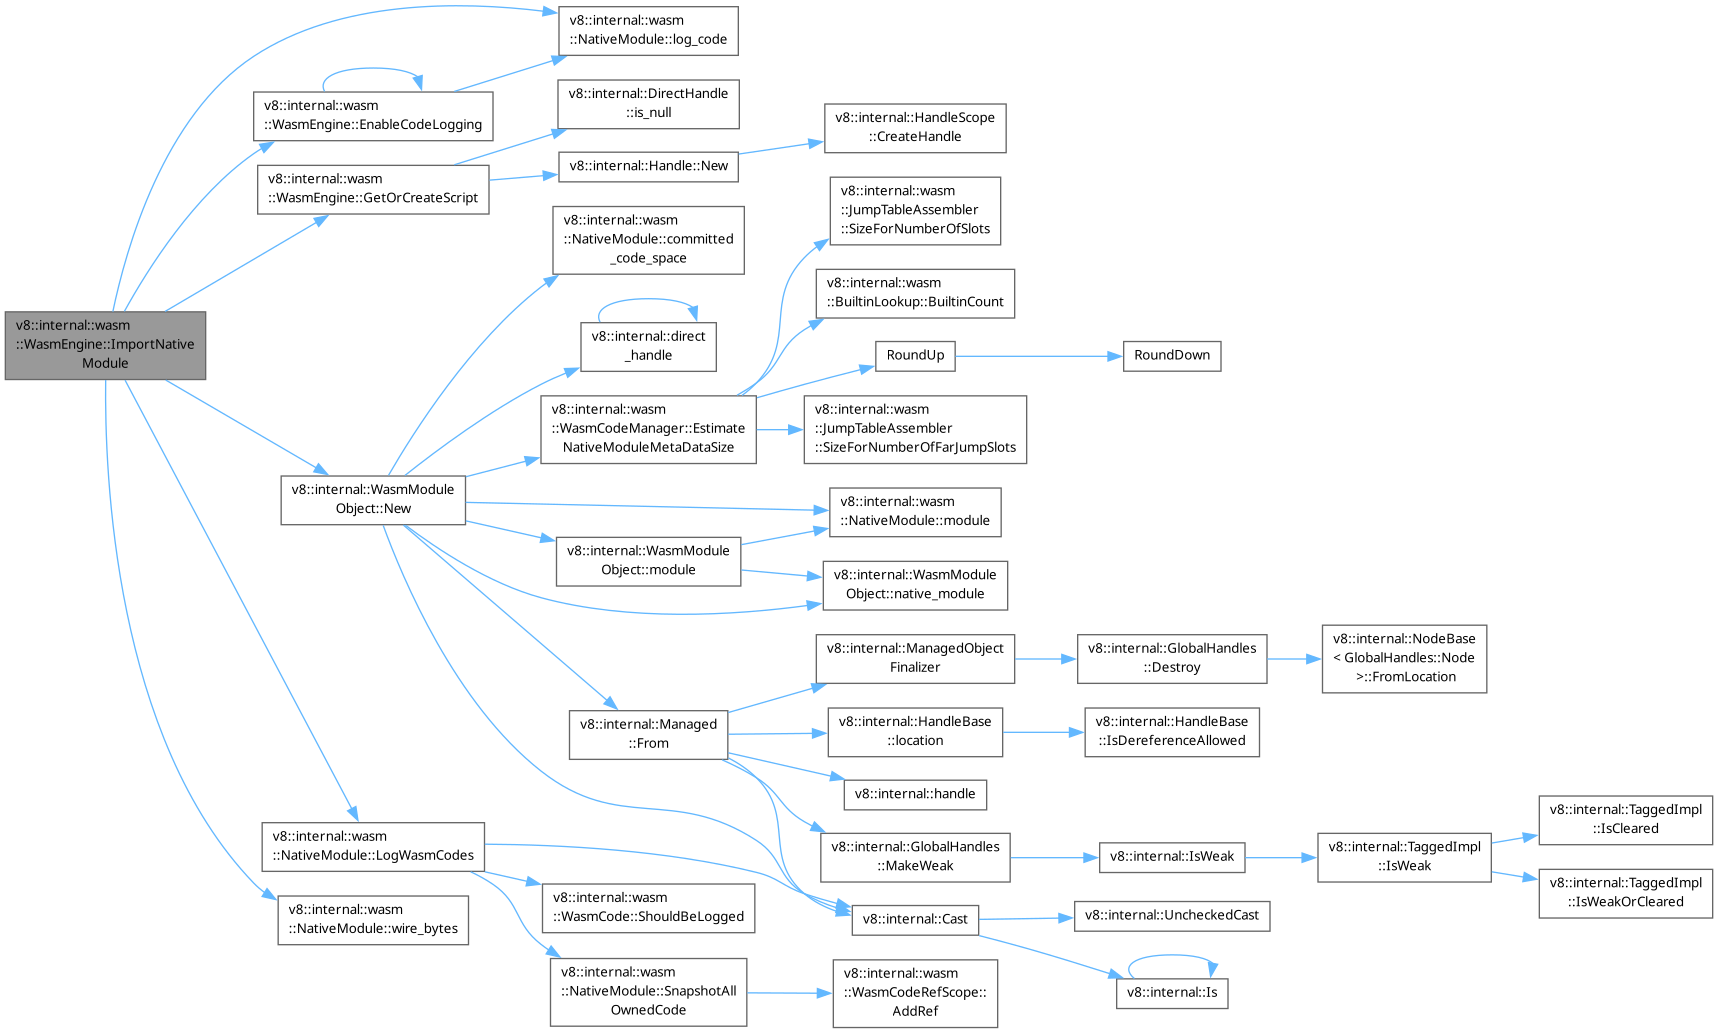 v8::internal::wasm
::NativeModule::log_code
v8::internal::wasm
::WasmEngine::EnableCodeLogging
v8::internal::DirectHandle
::is_null
v8::internal::HandleScope
::CreateHandle
v8::internal::Handle::New
v8::internal::wasm
::WasmEngine::GetOrCreateScript
v8::internal::wasm
::JumpTableAssembler
::SizeForNumberOfSlots
v8::internal::wasm
::NativeModule::committed
_code_space
v8::internal::wasm
::BuiltinLookup::BuiltinCount
v8::internal::direct
_handle
v8::internal::wasm
::WasmEngine::ImportNative
Module
RoundUp
RoundDown
v8::internal::wasm
::WasmCodeManager::Estimate
NativeModuleMetaDataSize
v8::internal::wasm
::JumpTableAssembler
::SizeForNumberOfFarJumpSlots
v8::internal::WasmModule
Object::New
v8::internal::wasm
::NativeModule::module
v8::internal::WasmModule
Object::module
v8::internal::WasmModule
Object::native_module
v8::internal::ManagedObject
Finalizer
v8::internal::GlobalHandles
::Destroy
v8::internal::NodeBase
< GlobalHandles::Node
>::FromLocation
v8::internal::Managed
::From
v8::internal::HandleBase
::location
v8::internal::HandleBase
::IsDereferenceAllowed
v8::internal::handle
v8::internal::wasm
::NativeModule::LogWasmCodes
v8::internal::GlobalHandles
::MakeWeak
v8::internal::IsWeak
v8::internal::TaggedImpl
::IsWeak
v8::internal::TaggedImpl
::IsCleared
v8::internal::TaggedImpl
::IsWeakOrCleared
v8::internal::wasm
::NativeModule::wire_bytes
v8::internal::wasm
::WasmCode::ShouldBeLogged
v8::internal::Cast
v8::internal::UncheckedCast
v8::internal::wasm
::NativeModule::SnapshotAll
OwnedCode
v8::internal::wasm
::WasmCodeRefScope::
AddRef
v8::internal::Is